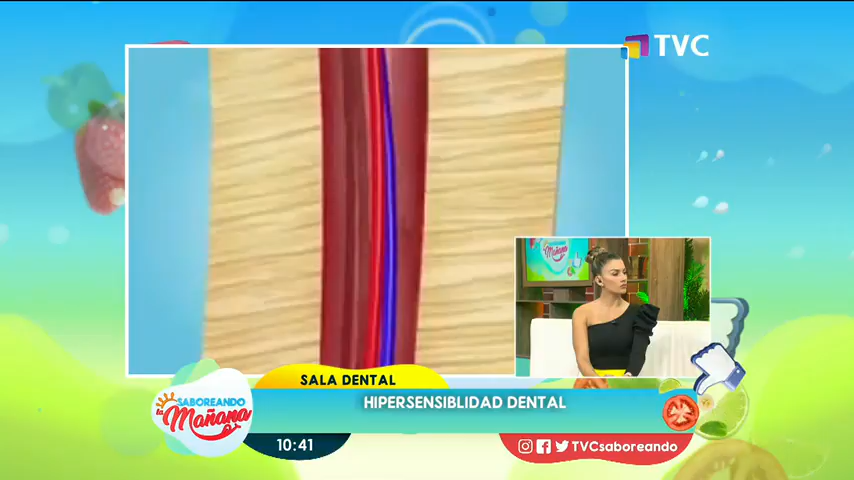 TVC
SALA DENTAL
HIPERSENSIBLIDAD DENTAL
SABOREANDO
Mañana
10:41
TVCsaboreando